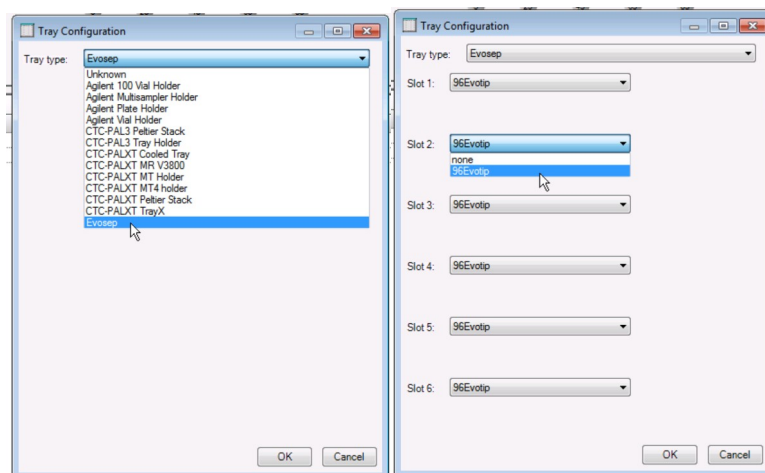 Tray Configuration
Tray type: Evosep
Unknown
Agilent 100 Vial Holder
Agilent Multisampler Holder
Agilent Plate Holder
Agilent Vial Holder
CTC-PAL3 Peltier Stack
CTC-PAL3 Tray Holder
CTC-PALXT Cooled Tray
CTC-PALXT MR V3800
CTC-PALXT MT Holder
CTC-PALXT MT4 holder
CTC-PALXT Peltier Stack
CTC-PALXT TrayX
Evosep
OK Cancel
Tray Configuration
Tray type: Evosep
Slot 1: 96Evotip
Slot 2: 96Evotip
none
96Evotip
Slot 3: 96Evotip
Slot 4: 96Evotip
Slot 5: 96Evotip
Slot 6: 96Evotip
OK Cancel